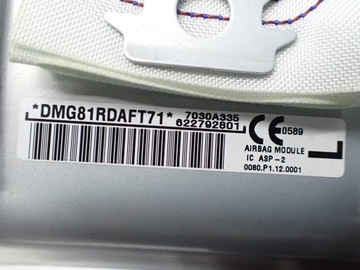 *DMG81RDAFT71*
7030A335
622792801
CE 0589
AIRBAG MODULE
IC ASP-2
0080.P1.12.0001